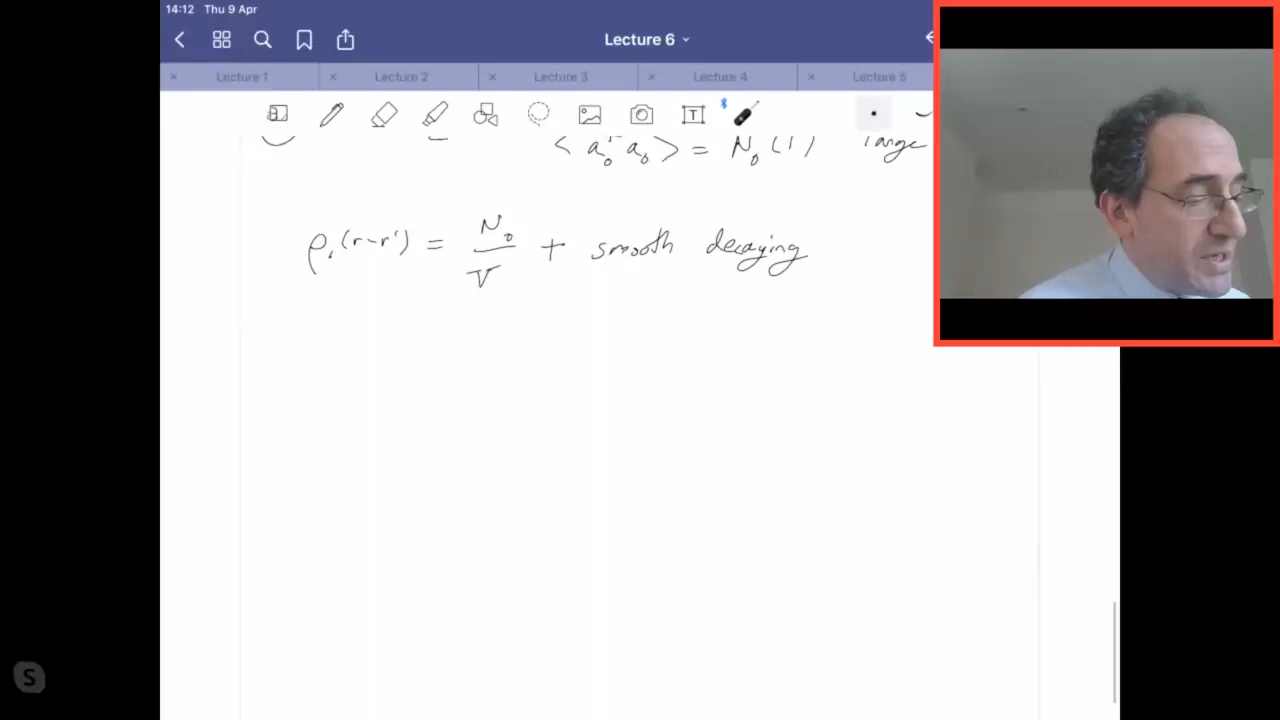 14:12 Thu 9 Apr
Lecture 6
Lecture 1 Lecture 2 Lecture 3 Lecture 4 Lecture 5
T
< a₀⁺ a₀ > = N₀(T) large
ρ₁(r-r') = N₀/V + smooth decaying
S